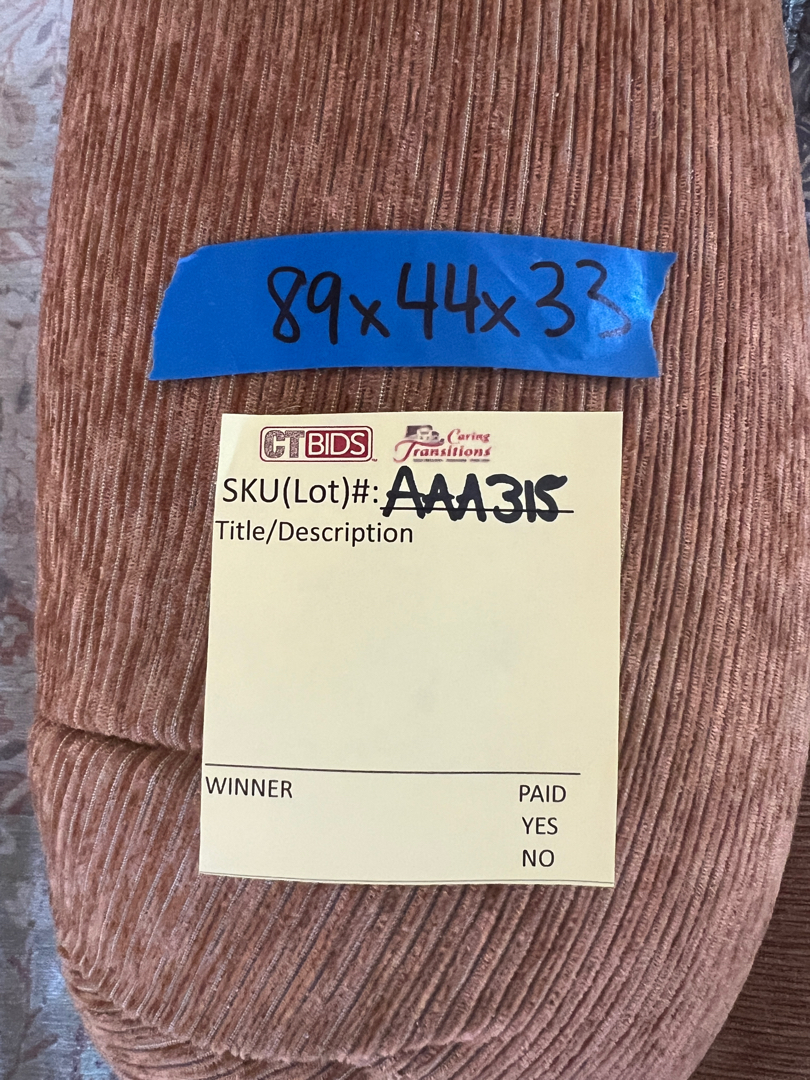 89x44x33
CTBIDS Caring
Transitions
SKU(Lot)#: AAA315
Title/Description
WINNER PAID
YES
NO